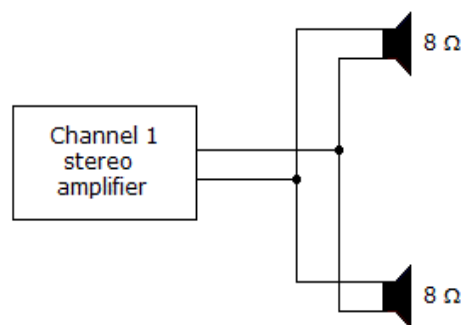 8 Ω
Channel 1
stereo
amplifier
8 Ω